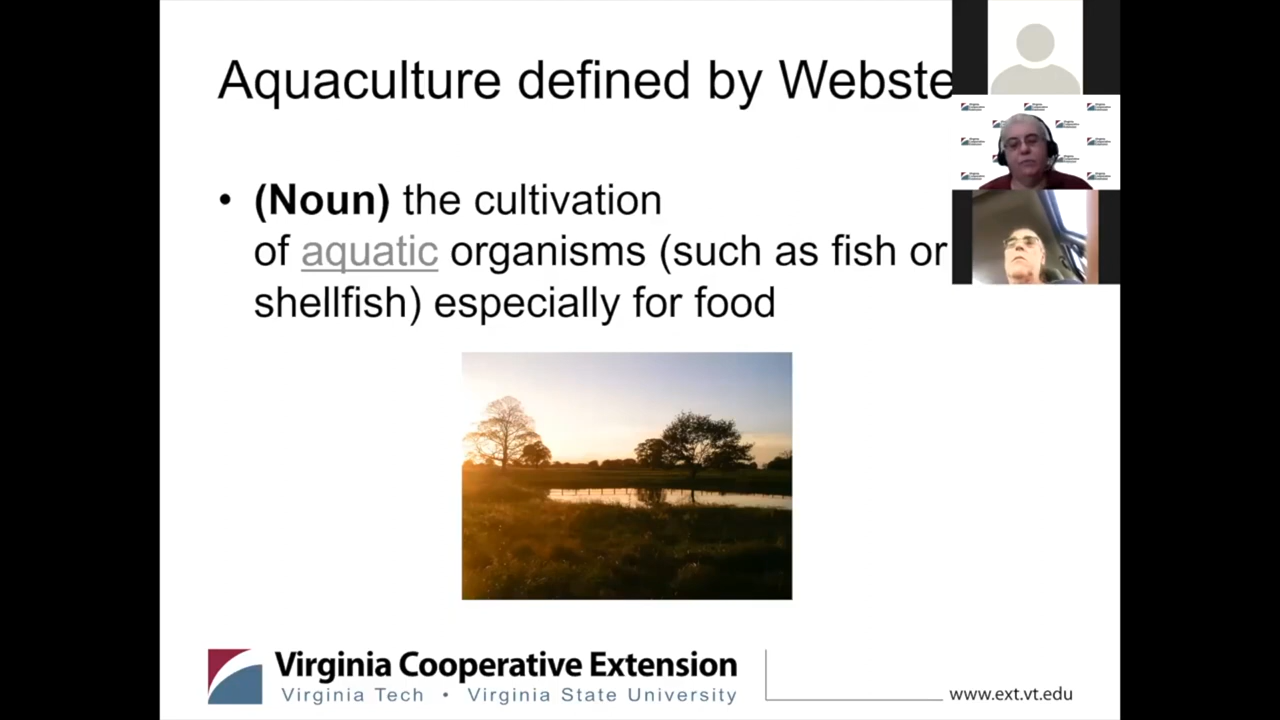 Aquaculture defined by Webste
• (Noun) the cultivation
of aquatic organisms (such as fish or
shellfish) especially for food
Virginia Cooperative Extension
Virginia Tech • Virginia State University
www.ext.vt.edu